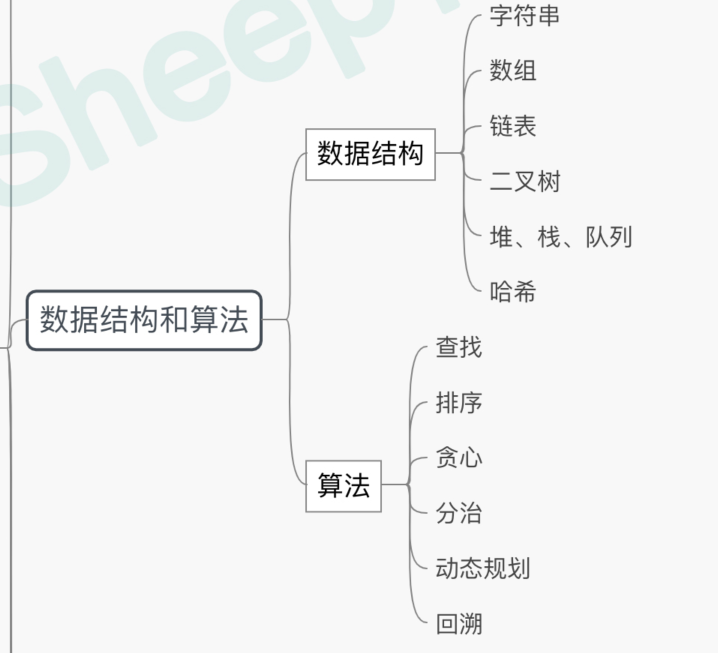 Sheep
字符串
数组
链表
数据结构
二叉树
堆、栈、队列
哈希
数据结构和算法
查找
排序
贪心
算法
分治
动态规划
回溯